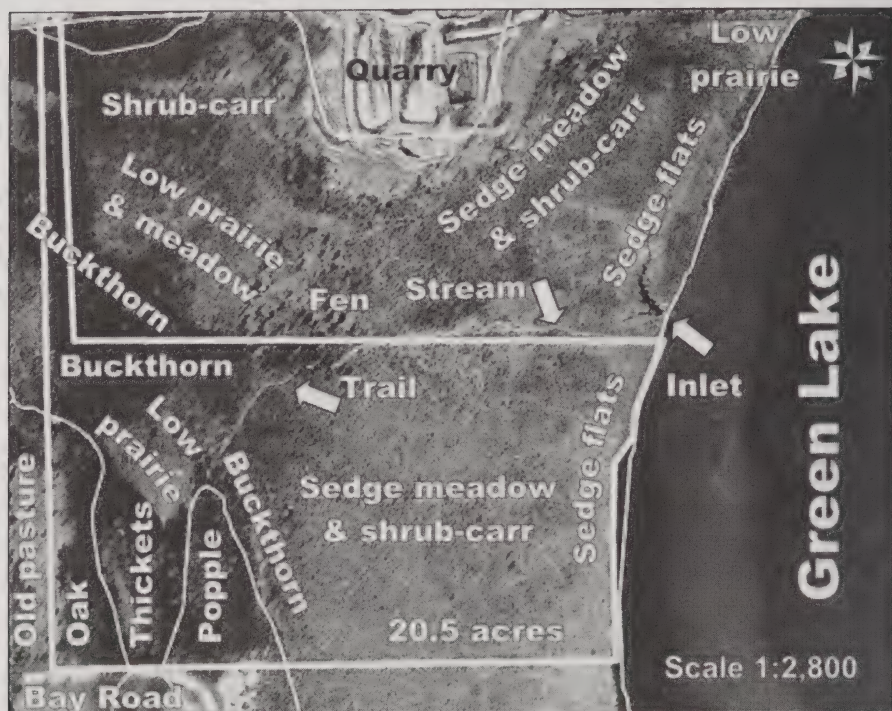 Quarry
Low
prairie
Shrub-carr
Sedge meadow
& shrub-carr
Sedge flats
Low prairie
& meadow
Buckthorn
Fen
Stream
Green Lake
Buckthorn
Trail
Inlet
Low
prairie
Buckthorn
Sedge meadow
& shrub-carr
Sedge flats
Old pasture
Oak
Thickets
Popple
20.5 acres
Scale 1:2,800
Bay Road